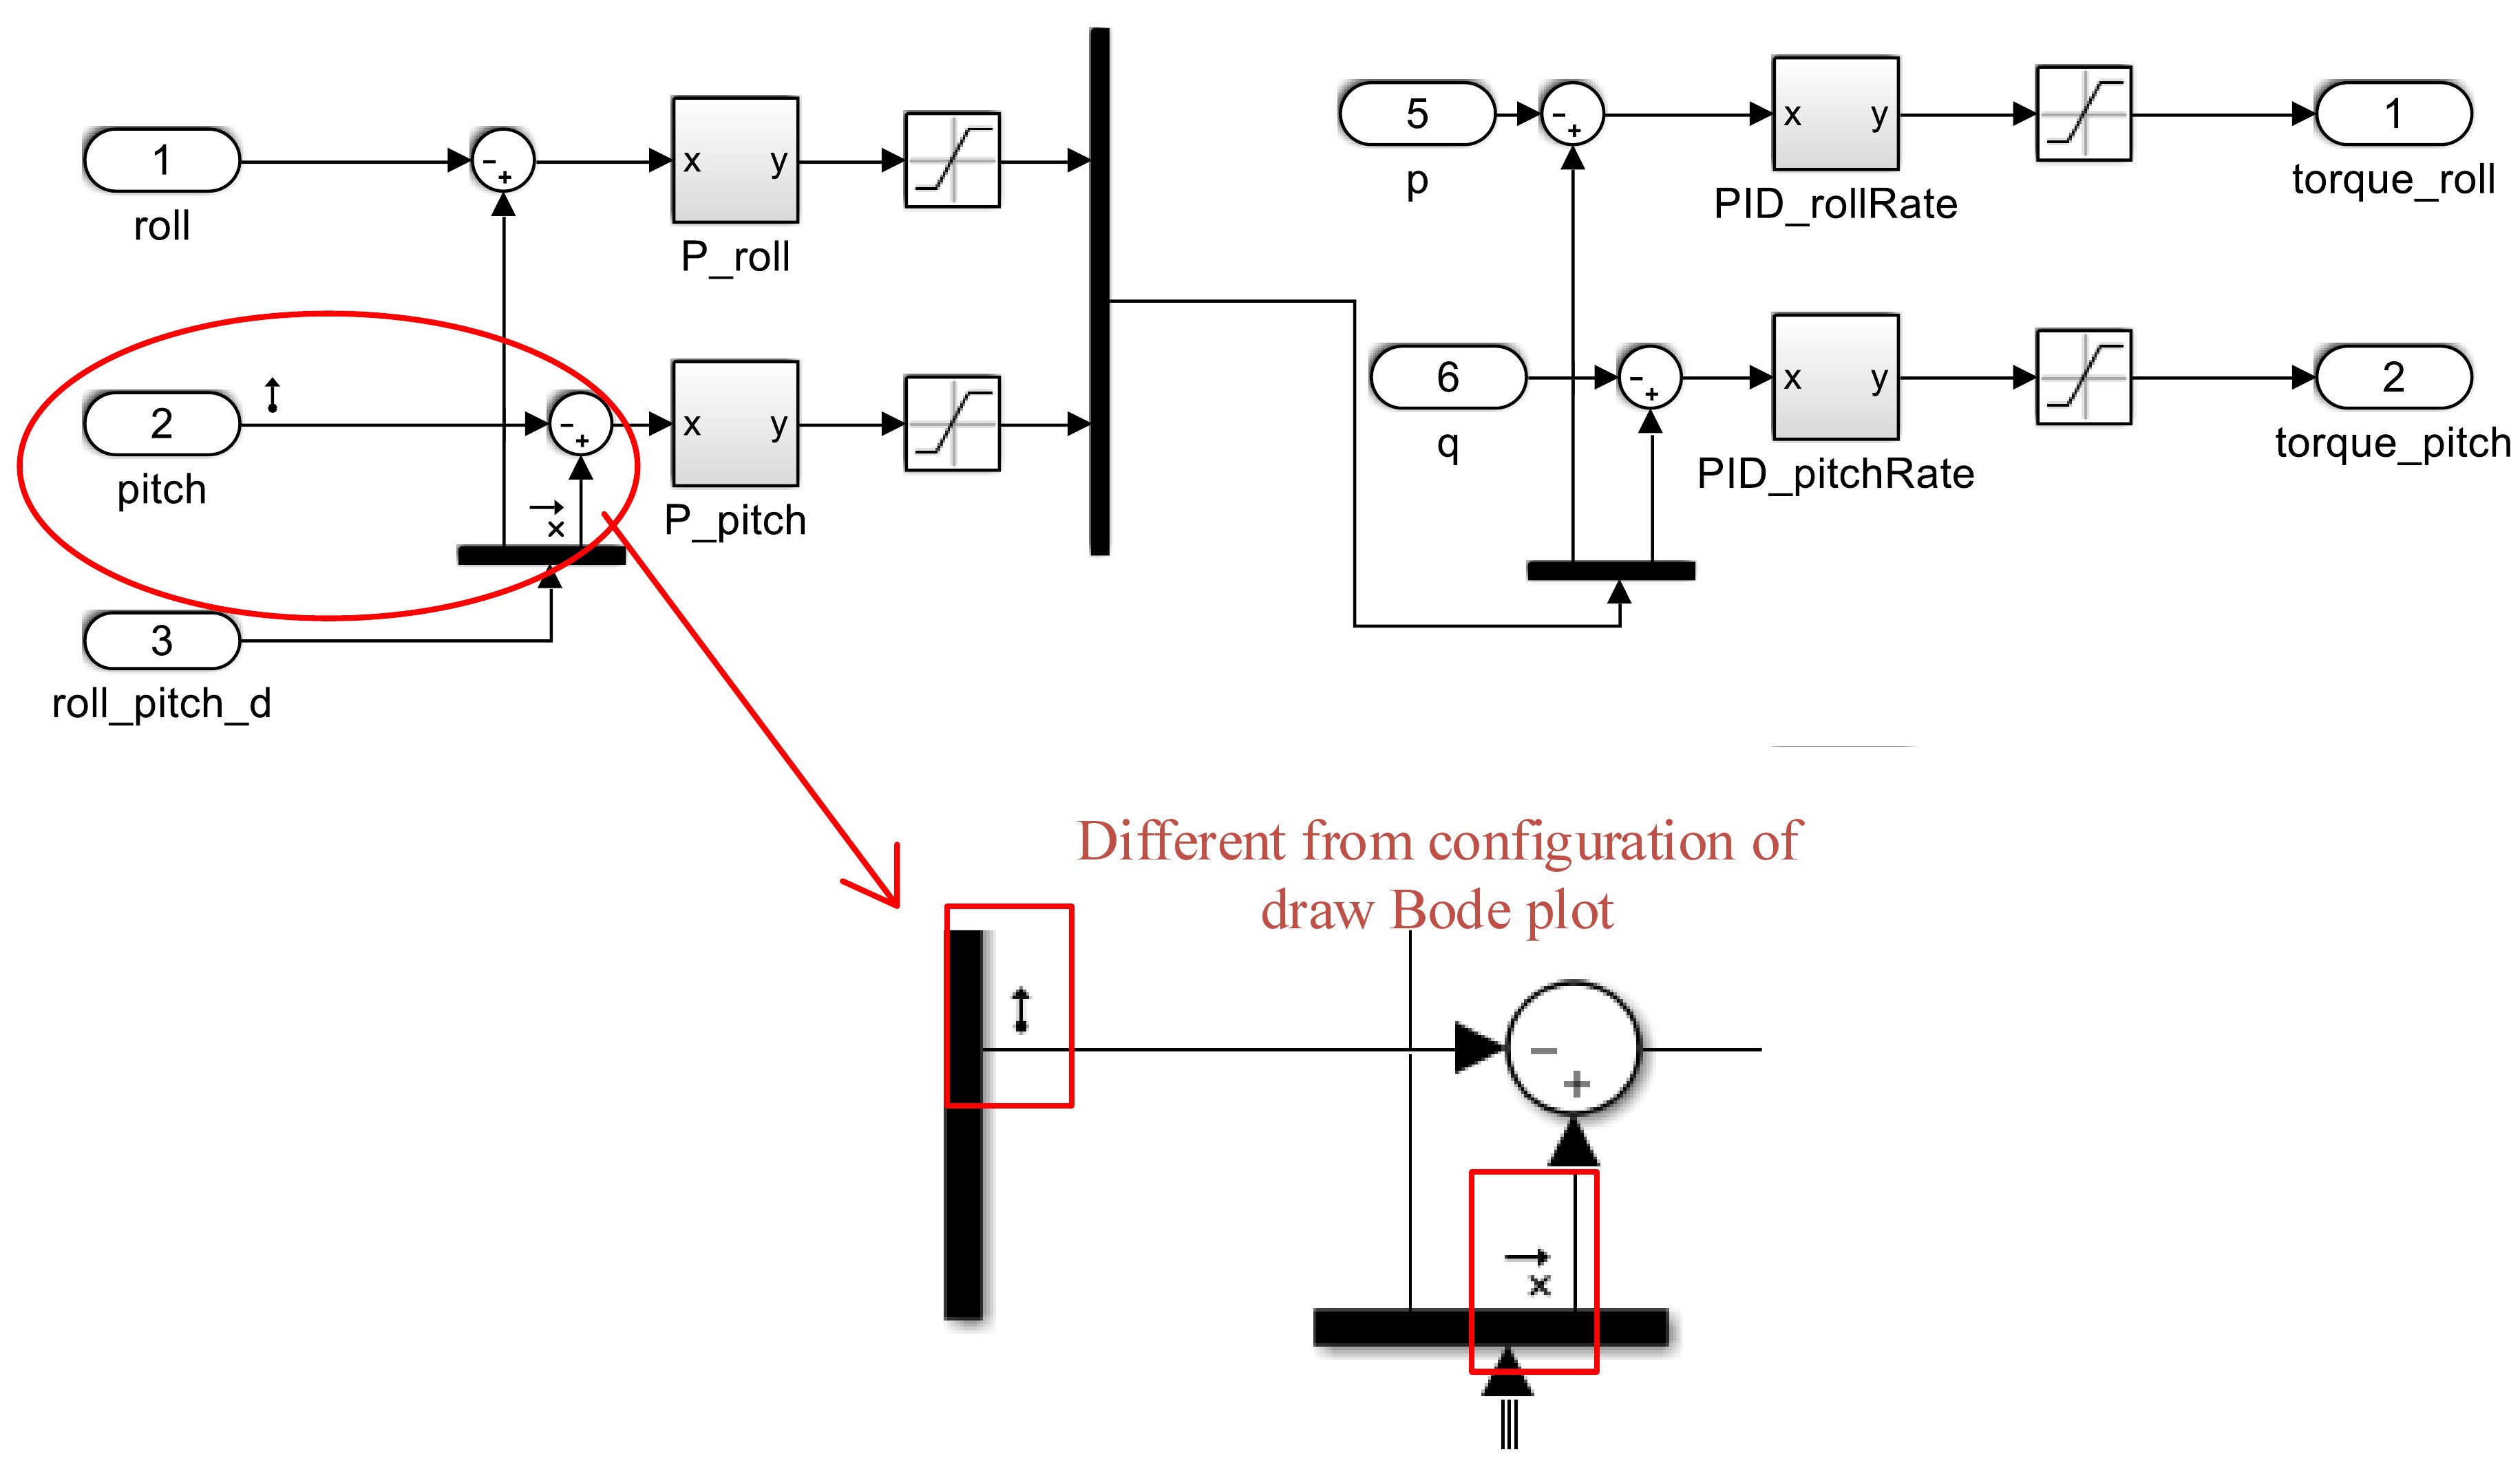 1
roll
-
+
x y
P_roll
2
pitch
-
+
x y
P_pitch
x
3
roll_pitch_d
5
p
-
+
x y
PID_rollRate
1
torque_roll
6
q
-
+
x y
PID_pitchRate
2
torque_pitch
Different from configuration of
draw Bode plot
-
+
x